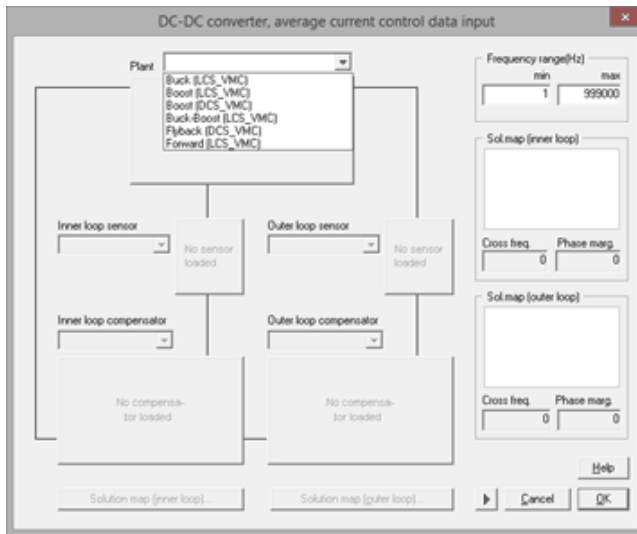 DC-DC converter, average current control data input
Plant
Buck (LCS_VMC)
Boost (LCS_VMC)
Boost (DCS_VMC)
Buck-Boost (LCS_VMC)
Flyback (DCS_VMC)
Forward (LCS_VMC)
Frequency range(Hz)
min max
1 999000
Sol.map (inner loop)
Cross freq. Phase marg.
0 0
Inner loop sensor
No sensor
loaded
Outer loop sensor
No sensor
loaded
Sol.map (outer loop)
Cross freq. Phase marg.
0 0
Inner loop compensator
No compensa-
tor loaded
Outer loop compensator
No compensa-
tor loaded
Solution map (inner loop)...
Solution map (outer loop)...
Help
Cancel
OK